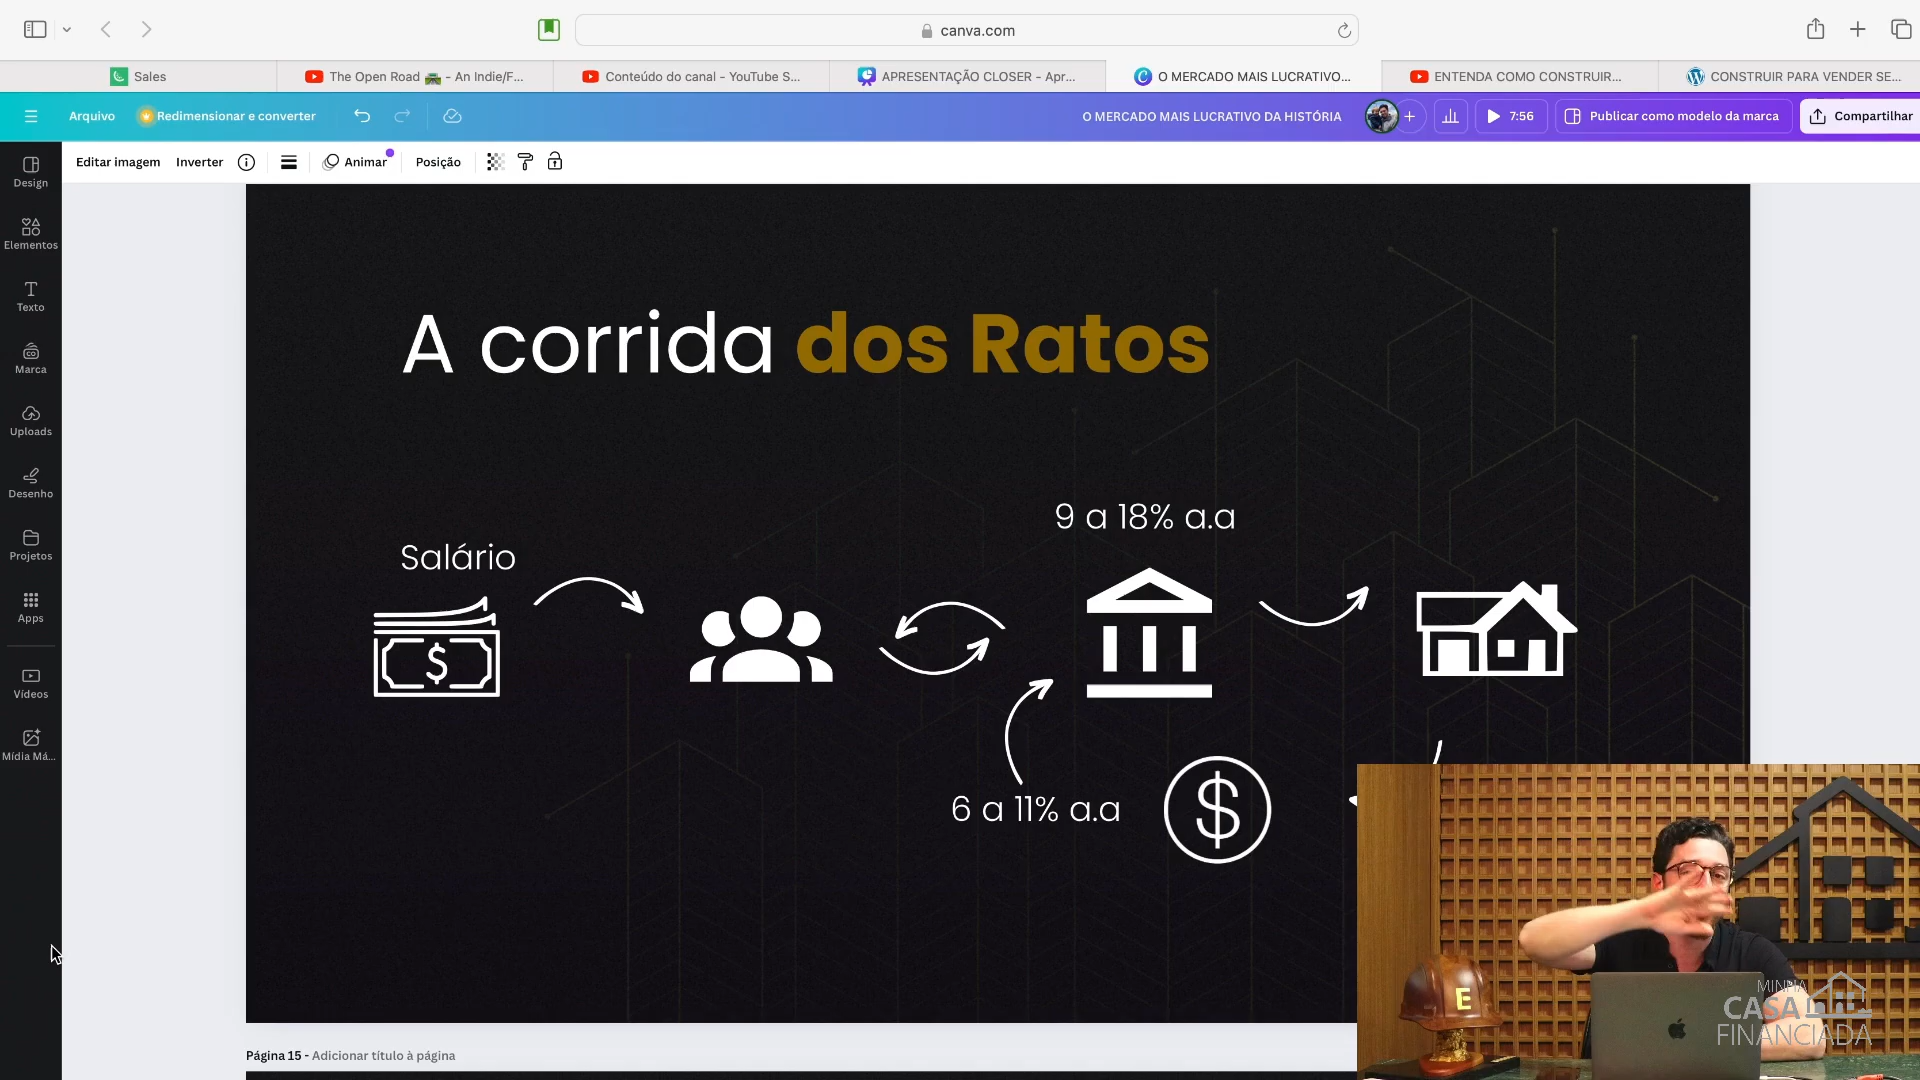 canva.com
Sales
The Open Road 🛣️ - An Indie/F...
Conteúdo do canal - YouTube S...
APRESENTAÇÃO CLOSER - Apr...
O MERCADO MAIS LUCRATIVO...
ENTENDA COMO CONSTRUIR...
CONSTRUIR PARA VENDER SE...
Arquivo
Redimensionar e converter
O MERCADO MAIS LUCRATIVO DA HISTÓRIA
7:56
Publicar como modelo da marca
Compartilhar
Editar imagem
Inverter
Animar
Posição
Design
Elementos
Texto
Marca
Uploads
Desenho
Projetos
Apps
Vídeos
Mídia Má...
A corrida dos Ratos
9 a 18% a.a
Salário
6 a 11% a.a
E
MINHA
CASA
FINANCIADA
Página 15 - Adicionar título à página